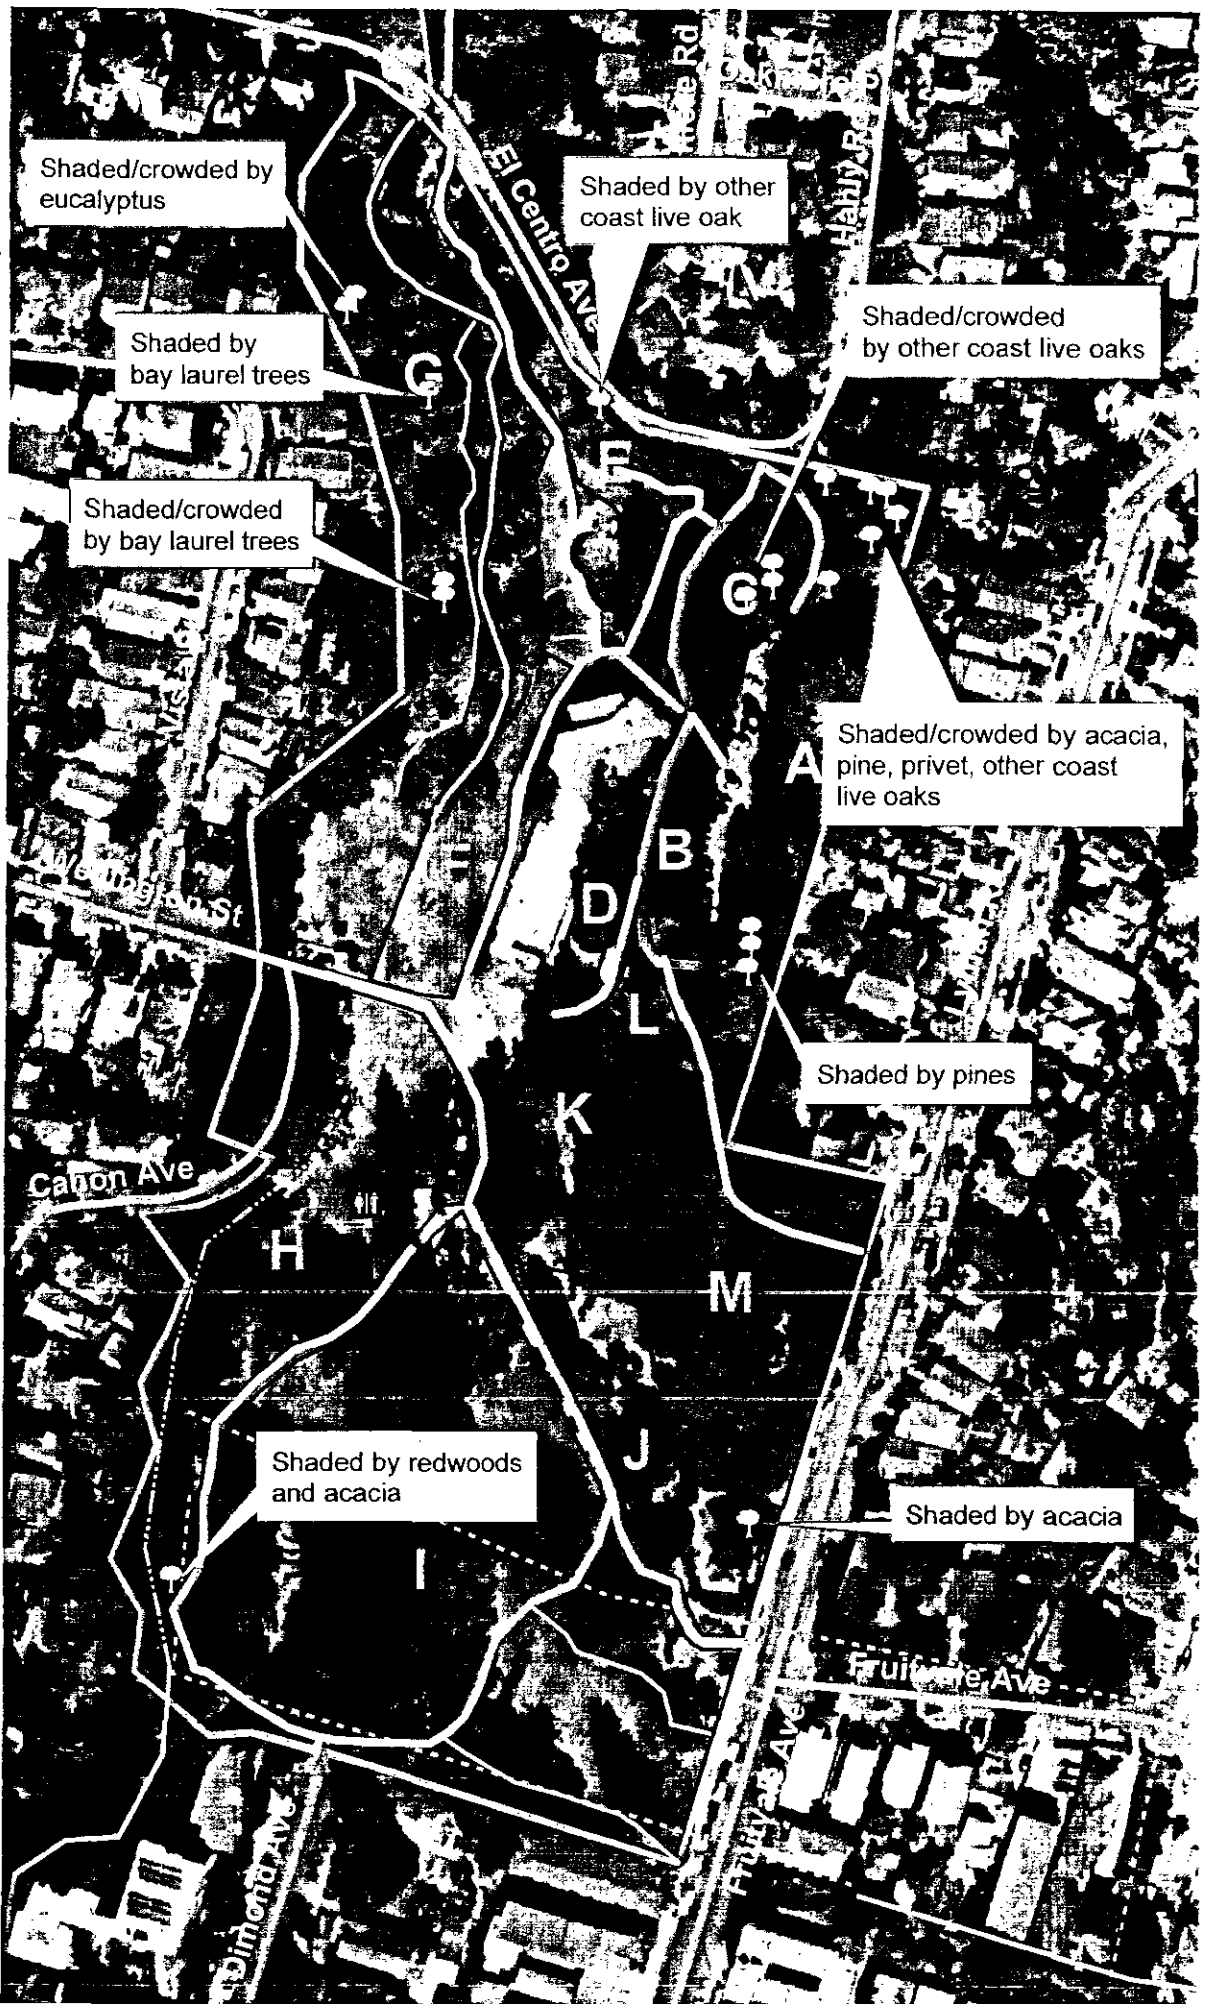 El Centro Ave
Shaded/crowded by
eucalyptus
Shaded by other
coast live oak
Shaded/crowded
by other coast live oaks
Shaded by
bay laurel trees
G
E
Shaded/crowded
by bay laurel trees
C
Shaded/crowded by acacia,
pine, privet, other coast
live oaks
A
B
F
Wellington St
D
L
Shaded by pines
K
Canon Ave
H
M
J
Shaded by redwoods
and acacia
Shaded by acacia
I
Fruitvale Ave
Fruitvale Ave
Dimond Ave